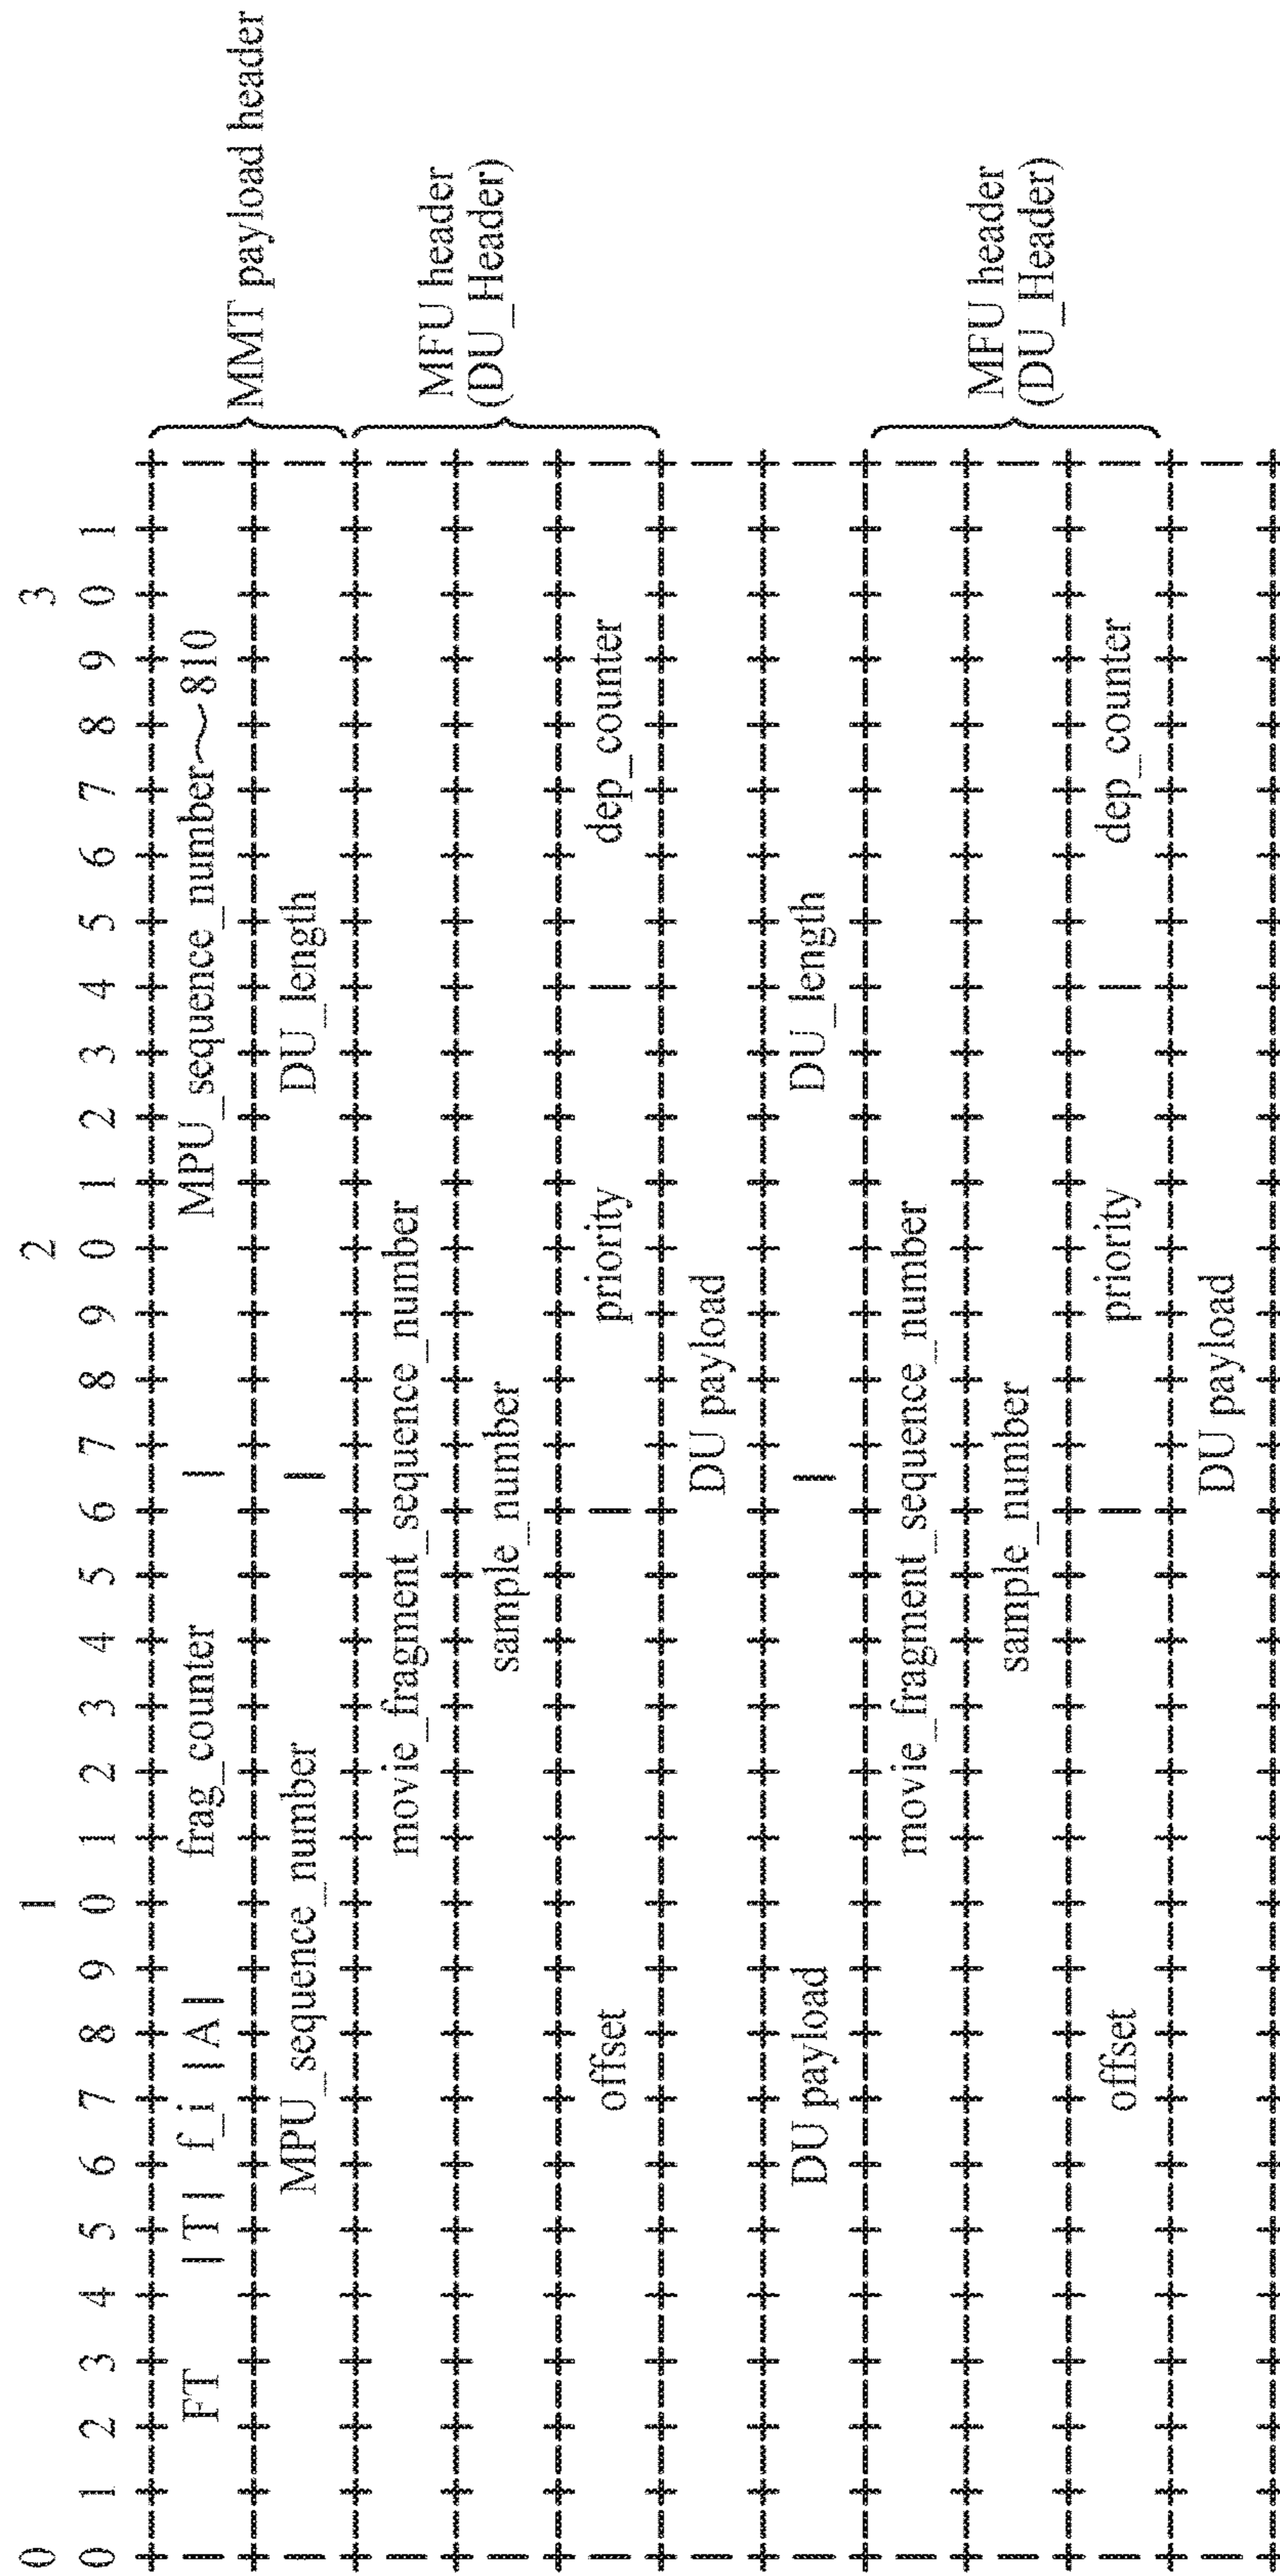 0 1 2 3
0 1 2 3 4 5 6 7 8 9 0 1 2 3 4 5 6 7 8 9 0 1 2 3 4 5 6 7 8 9 0 1
+--+--+--+--+--+--+--+--+--+--+--+--+--+--+--+--+--+--+--+--+--+--+--+--+--+--+--+--+--+--+--+--+
| FT |T| f_i |A| frag_counter | MPU_sequence_number~810 | MMT payload header
+--+--+--+--+--+--+--+--+--+--+--+--+--+--+--+--+--+--+--+--+--+--+--+--+--+--+--+--+--+--+--+--+
| MPU_sequence_number | DU_length |
+--+--+--+--+--+--+--+--+--+--+--+--+--+--+--+--+--+--+--+--+--+--+--+--+--+--+--+--+--+--+--+--+
| movie_fragment_sequence_number | MFU header
+--+--+--+--+--+--+--+--+--+--+--+--+--+--+--+--+--+--+--+--+--+--+--+--+--+--+--+--+--+--+--+--+
| sample_number | (DU_Header)
+--+--+--+--+--+--+--+--+--+--+--+--+--+--+--+--+--+--+--+--+--+--+--+--+--+--+--+--+--+--+--+--+
| offset | priority | dep_counter |
+--+--+--+--+--+--+--+--+--+--+--+--+--+--+--+--+--+--+--+--+--+--+--+--+--+--+--+--+--+--+--+--+
| DU payload |
+--+--+--+--+--+--+--+--+--+--+--+--+--+--+--+--+--+--+--+--+--+--+--+--+--+--+--+--+--+--+--+--+
| DU payload | DU_length |
+--+--+--+--+--+--+--+--+--+--+--+--+--+--+--+--+--+--+--+--+--+--+--+--+--+--+--+--+--+--+--+--+
| movie_fragment_sequence_number |
+--+--+--+--+--+--+--+--+--+--+--+--+--+--+--+--+--+--+--+--+--+--+--+--+--+--+--+--+--+--+--+--+
| sample_number | MFU header
(DU_Header)
+--+--+--+--+--+--+--+--+--+--+--+--+--+--+--+--+--+--+--+--+--+--+--+--+--+--+--+--+--+--+--+--+
| offset | priority | dep_counter |
+--+--+--+--+--+--+--+--+--+--+--+--+--+--+--+--+--+--+--+--+--+--+--+--+--+--+--+--+--+--+--+--+
| DU payload |
+--+--+--+--+--+--+--+--+--+--+--+--+--+--+--+--+--+--+--+--+--+--+--+--+--+--+--+--+--+--+--+--+